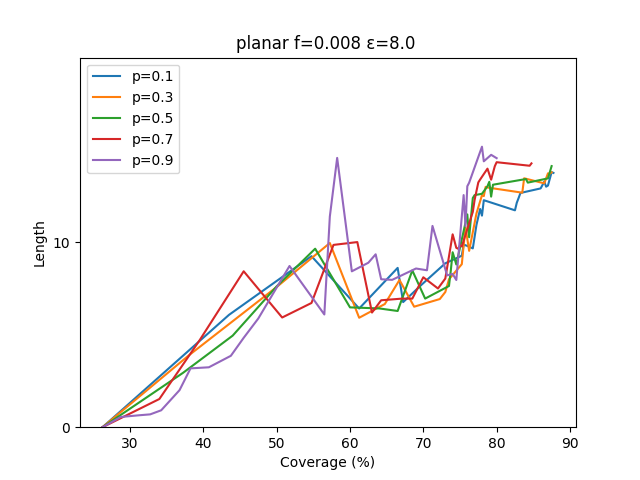 planar f=0.008 ε=8.0
p=0.1
p=0.3
p=0.5
p=0.7
p=0.9
Length
10
0
30 40 50 60 70 80 90
Coverage (%)